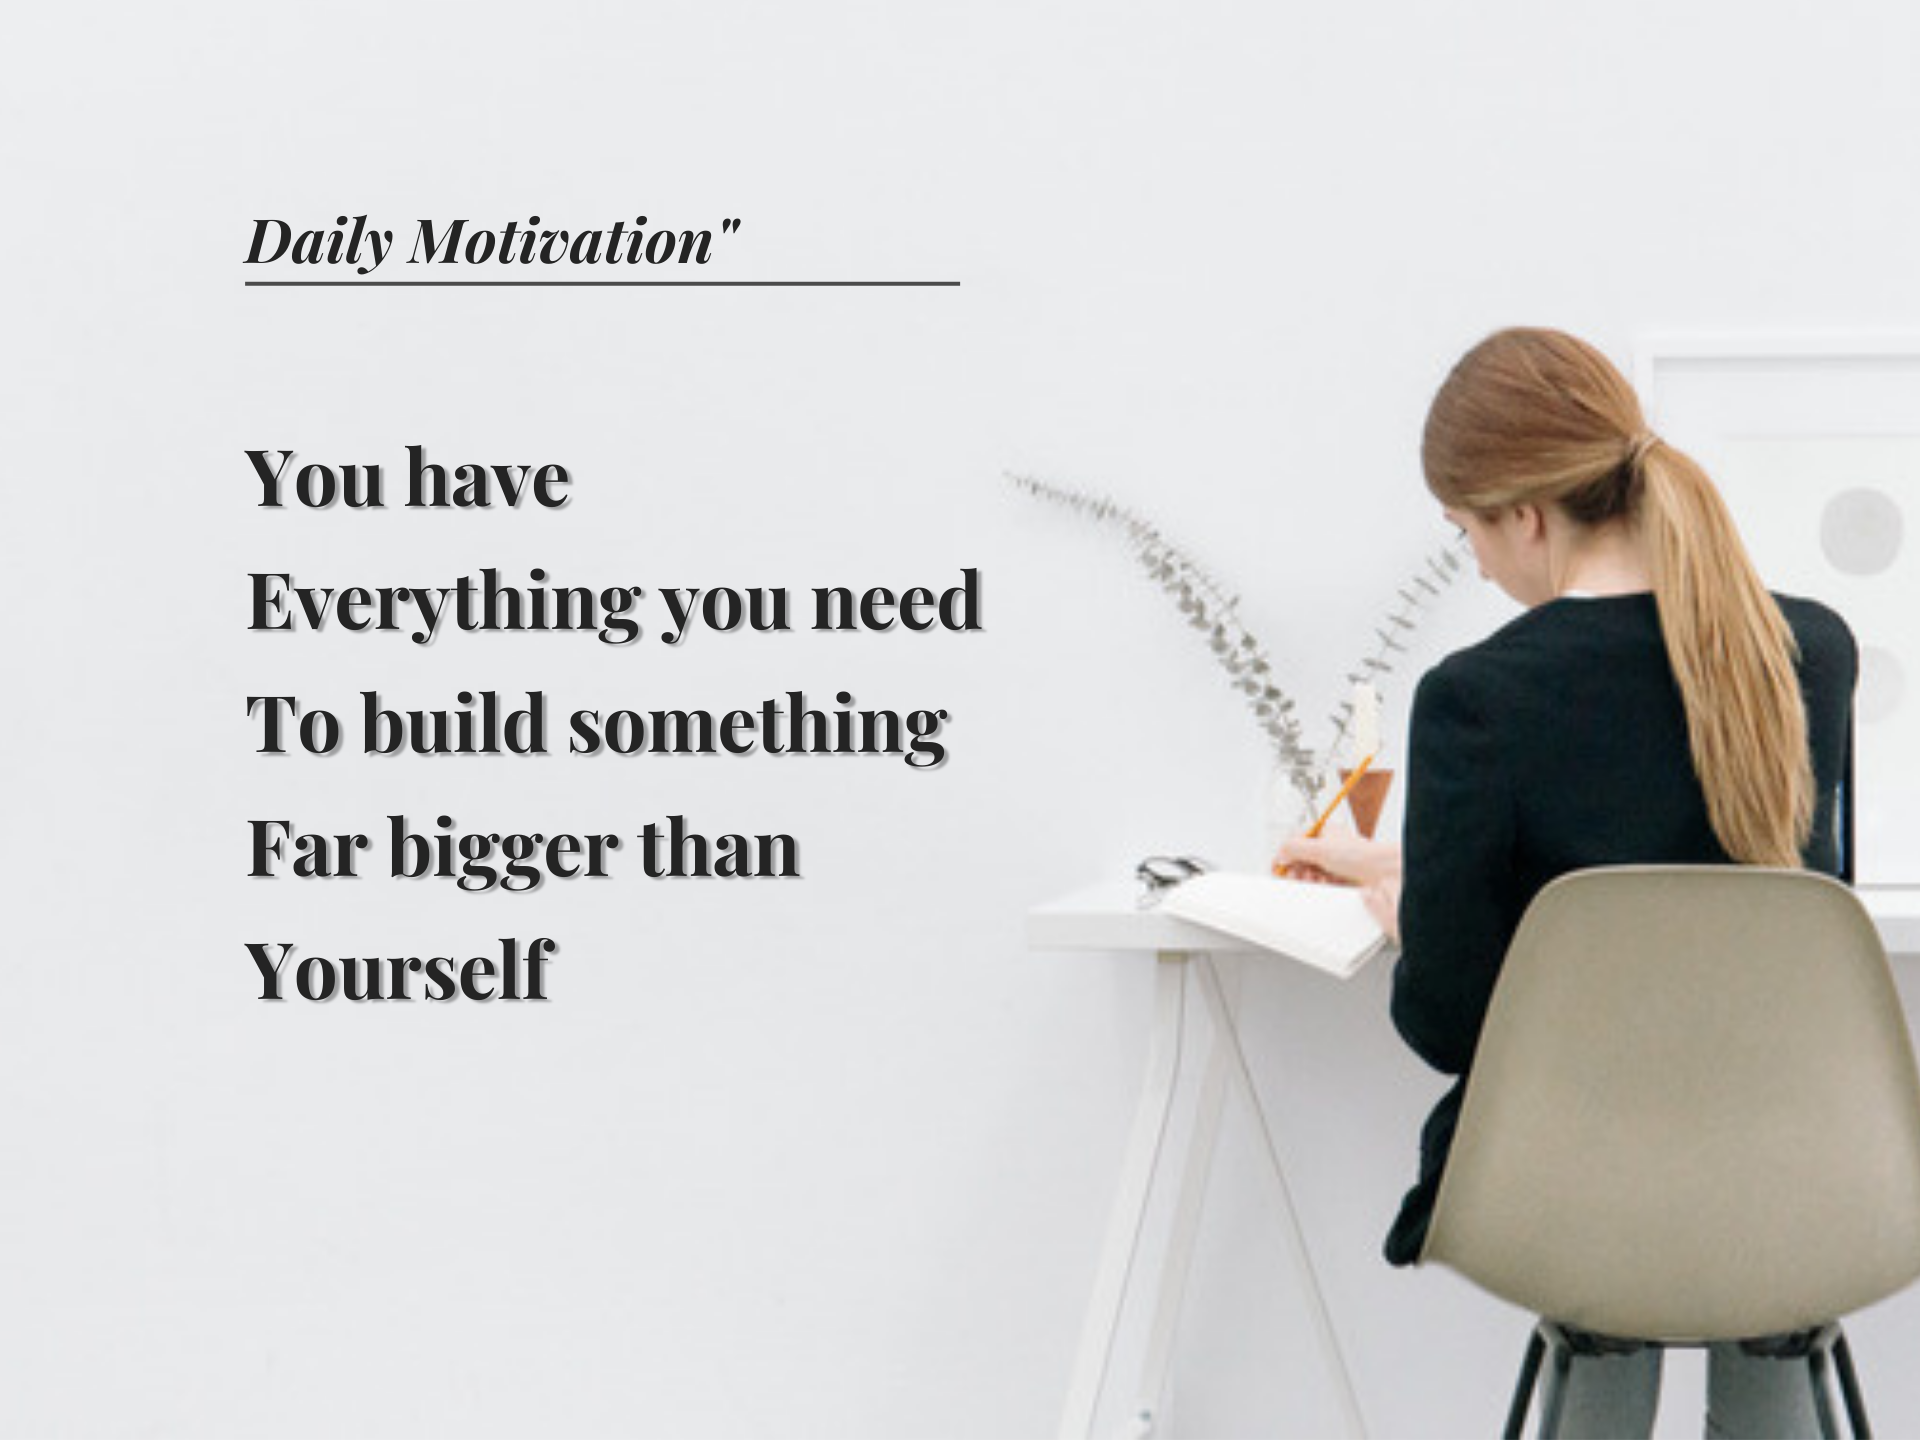 Daily Motivation"
You have
Everything you need
To build something
Far bigger than
Yourself